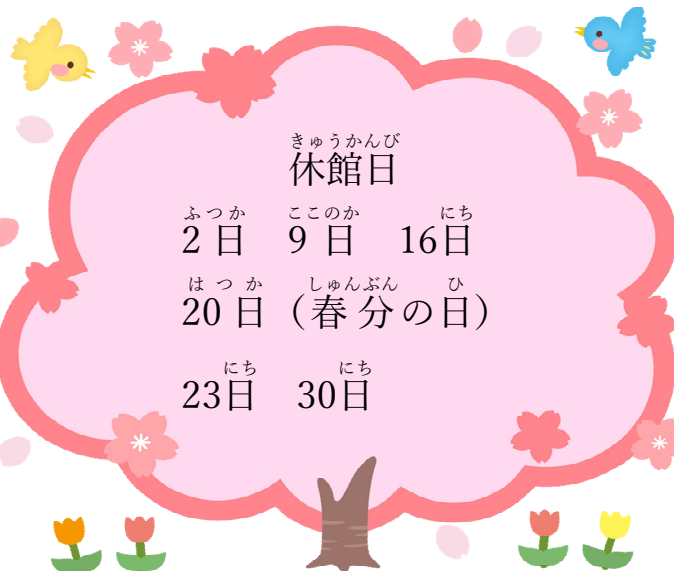 きゅうかんび
休館日
ふつか ここのか にち
2日 9日 16日
はつか しゅんぶん ひ
20日（春分の日）
にち にち
23日 30日